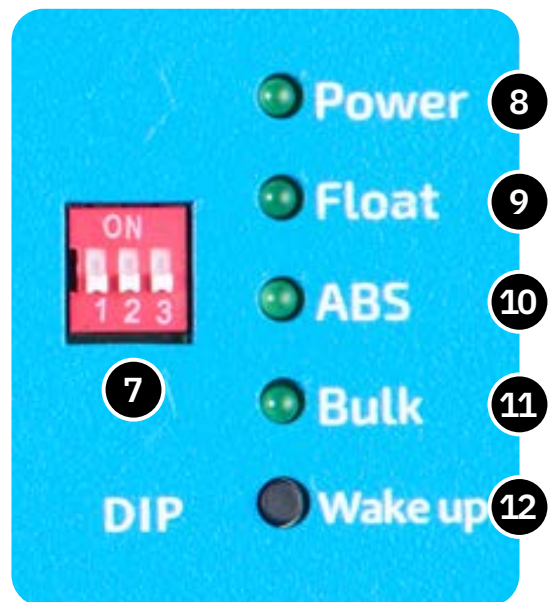 Power 8
Float 9
ON
1 2 3
ABS 10
7
Bulk 11
DIP
Wake up 12